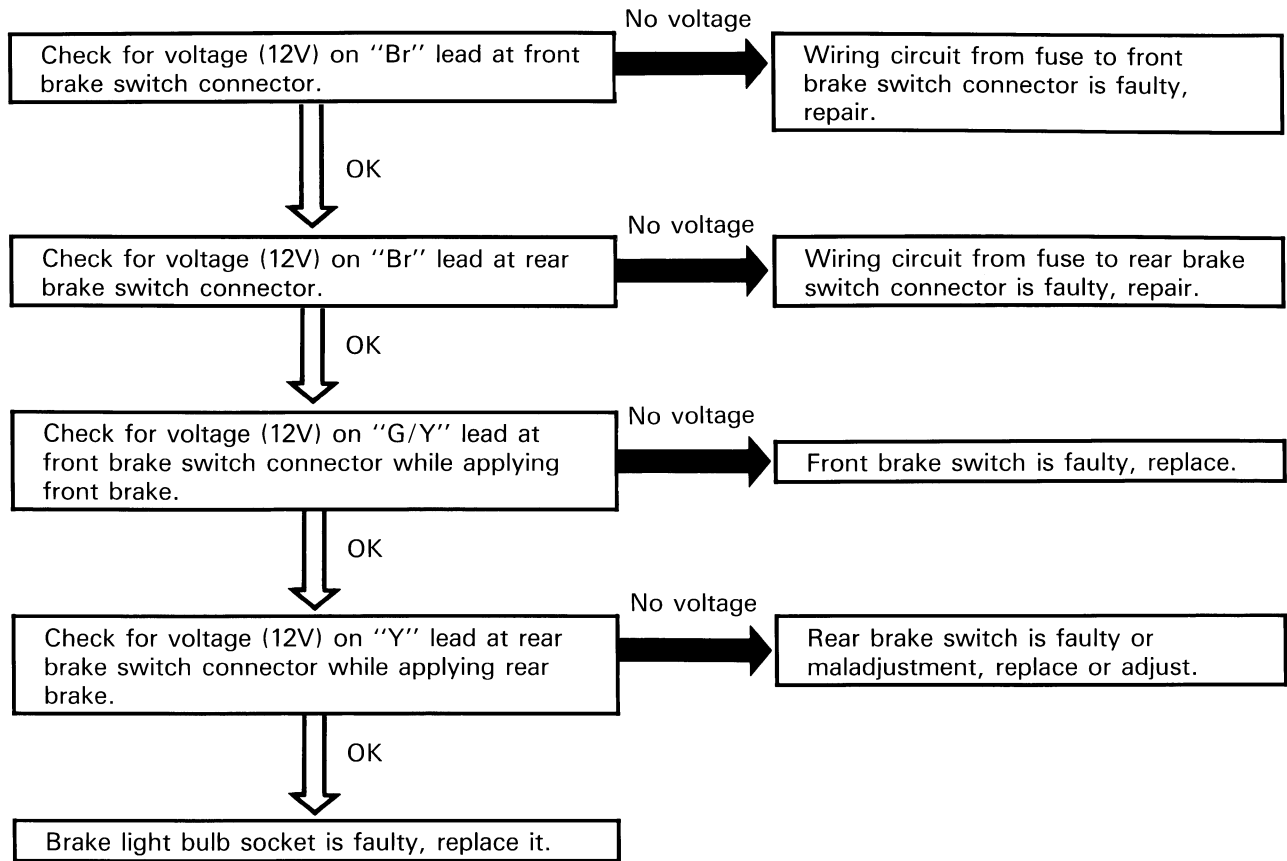 No voltage
Check for voltage (12V) on "Br" lead at front
brake switch connector.
Wiring circuit from fuse to front
brake switch connector is faulty,
repair.
OK
No voltage
Check for voltage (12V) on "Br" lead at rear
brake switch connector.
Wiring circuit from fuse to rear brake
switch connector is faulty, repair.
OK
No voltage
Check for voltage (12V) on "G/Y" lead at
front brake switch connector while applying
front brake.
Front brake switch is faulty, replace.
OK
No voltage
Check for voltage (12V) on "Y" lead at rear
brake switch connector while applying rear
brake.
Rear brake switch is faulty or
maladjustment, replace or adjust.
OK
Brake light bulb socket is faulty, replace it.